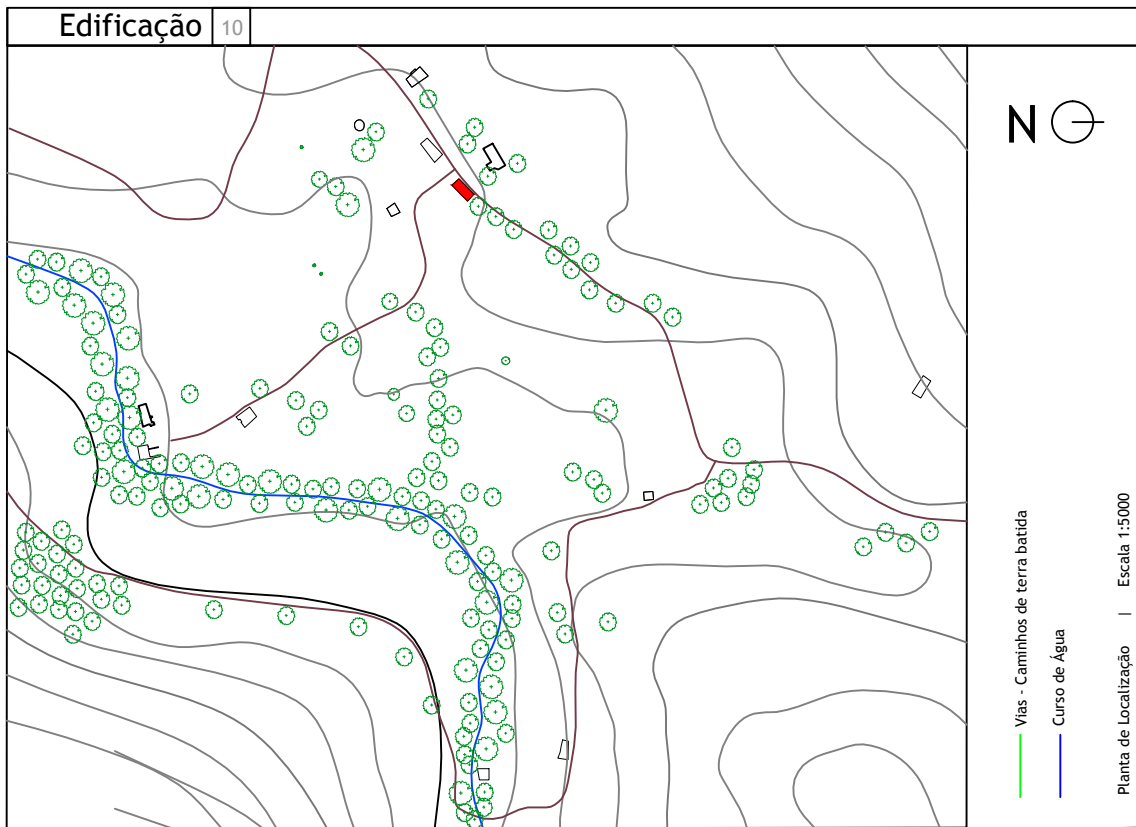 Edificação 10
N
Vias - Caminhos de terra batida
Curso de Água
Planta de Localização | Escala 1:5000